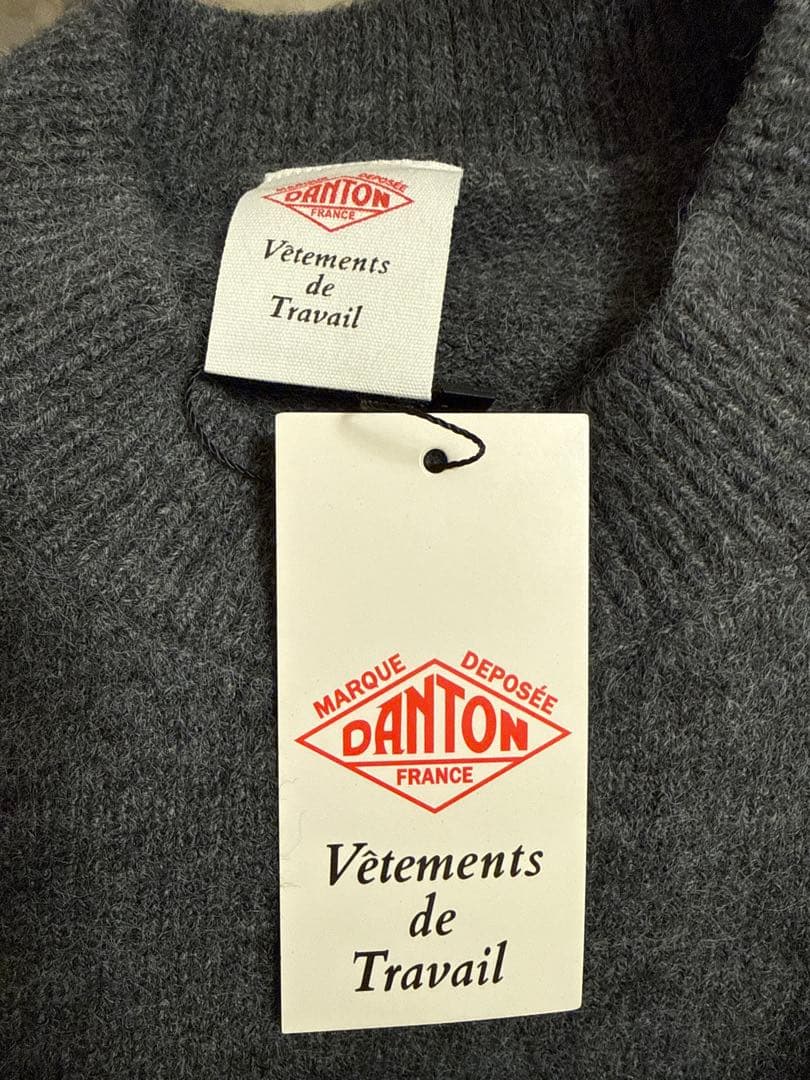 MARQUE DEPOSÉE
DANTON
FRANCE
Vêtements
de
Travail
MARQUE DEPOSÉE
DANTON
FRANCE
Vêtements
de
Travail